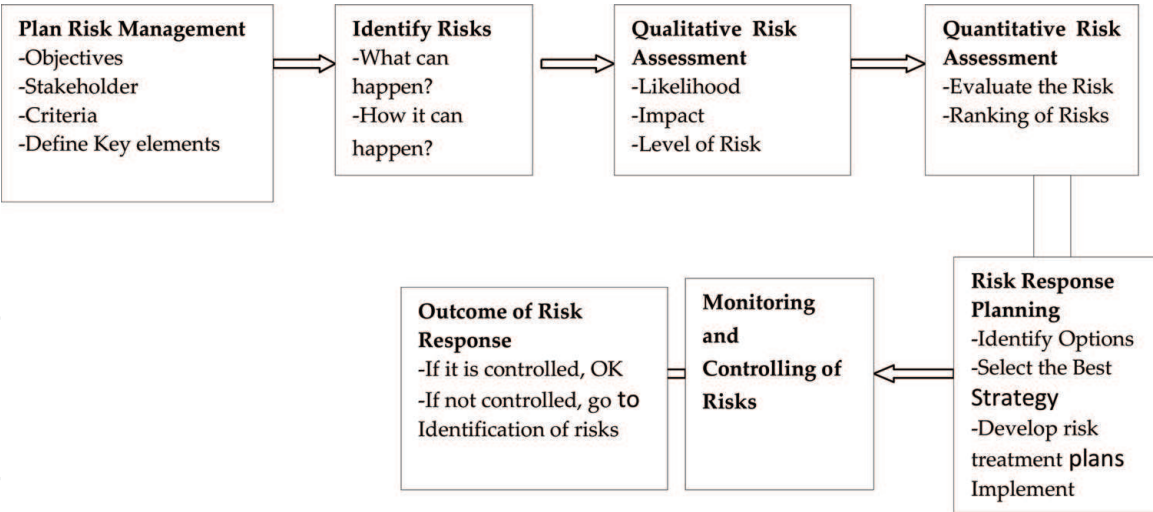 Plan Risk Management
-Objectives
-Stakeholder
-Criteria
-Define Key elements
Identify Risks
-What can
happen?
-How it can
happen?
Qualitative Risk
Assessment
-Likelihood
-Impact
-Level of Risk
Quantitative Risk
Assessment
-Evaluate the Risk
-Ranking of Risks
Risk Response
Planning
-Identify Options
-Select the Best
Strategy
-Develop risk
treatment plans
Implement
Monitoring
and
Controlling of
Risks
Outcome of Risk
Response
-If it is controlled, OK
-If not controlled, go to
Identification of risks